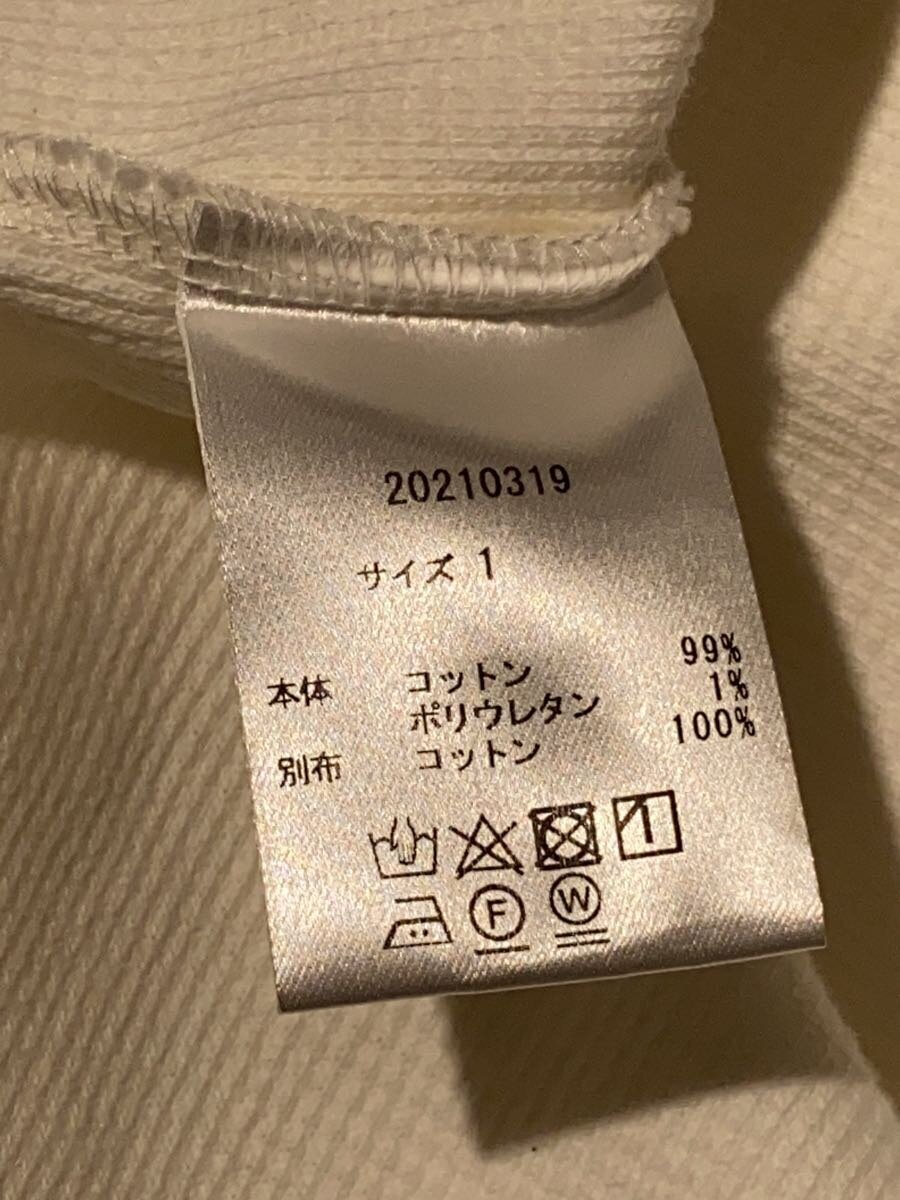 20210319
サイズ 1
本体 コットン 99%
ポリウレタン 1%
別布 コットン 100%
F W